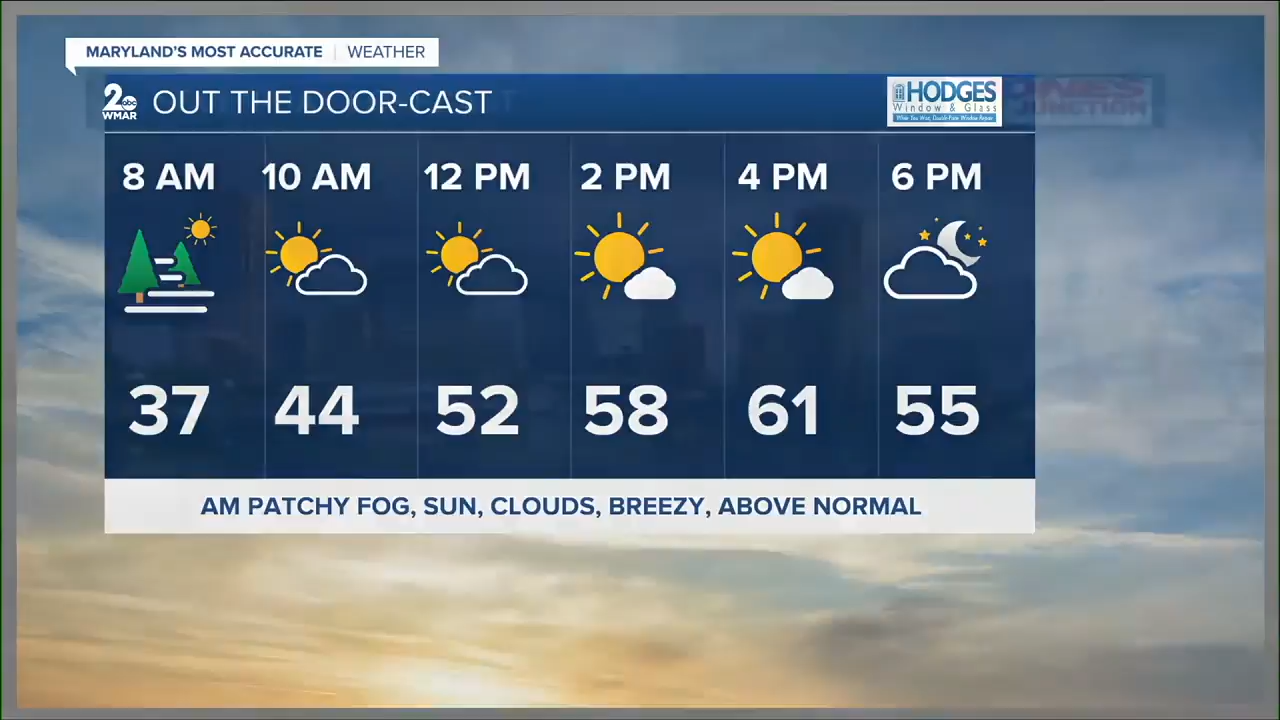 MARYLAND'S MOST ACCURATE | WEATHER
2 abc
WMAR
OUT THE DOOR-CAST
HODGES
Window & Glass
JUNCTION
8 AM 10 AM 12 PM 2 PM 4 PM 6 PM
37 44 52 58 61 55
AM PATCHY FOG, SUN, CLOUDS, BREEZY, ABOVE NORMAL